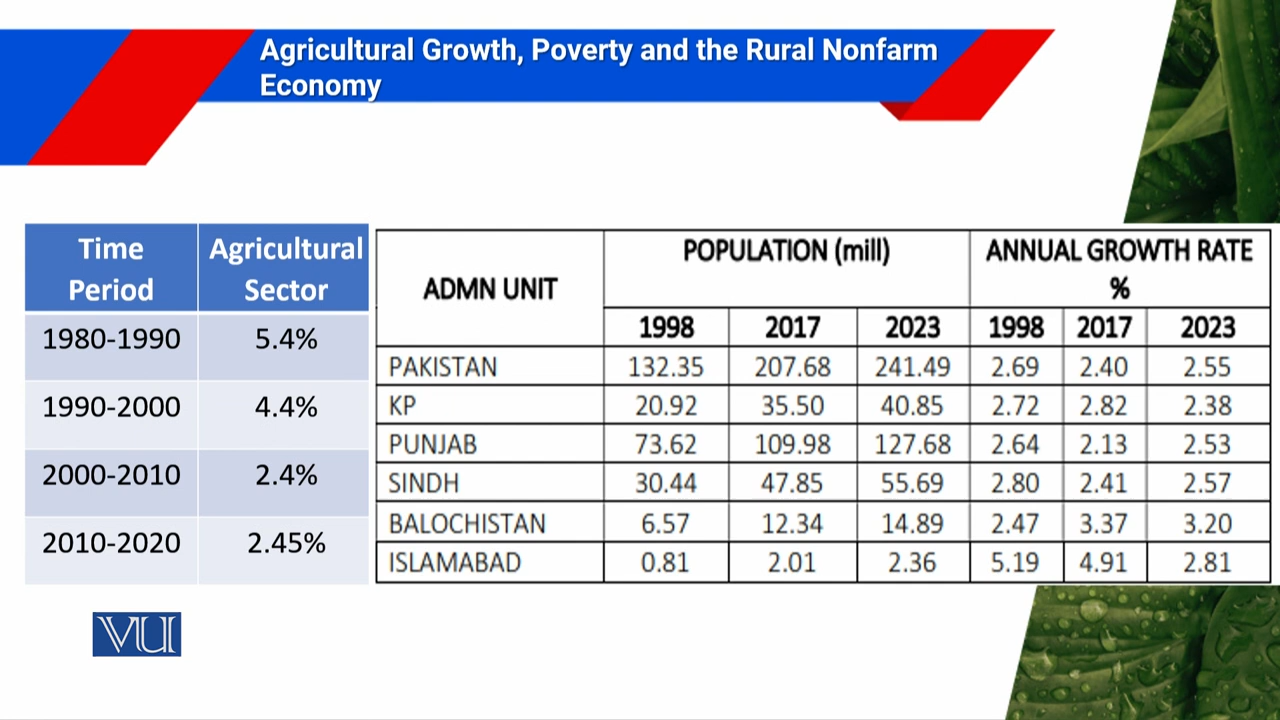 Agricultural Growth, Poverty and the Rural Nonfarm
Economy
Time Period Agricultural Sector
1980-1990 5.4%
1990-2000 4.4%
2000-2010 2.4%
2010-2020 2.45%
ADMN UNIT POPULATION (mill) ANNUAL GROWTH RATE %
1998 2017 2023 1998 2017 2023
PAKISTAN 132.35 207.68 241.49 2.69 2.40 2.55
KP 20.92 35.50 40.85 2.72 2.82 2.38
PUNJAB 73.62 109.98 127.68 2.64 2.13 2.53
SINDH 30.44 47.85 55.69 2.80 2.41 2.57
BALOCHISTAN 6.57 12.34 14.89 2.47 3.37 3.20
ISLAMABAD 0.81 2.01 2.36 5.19 4.91 2.81
VU